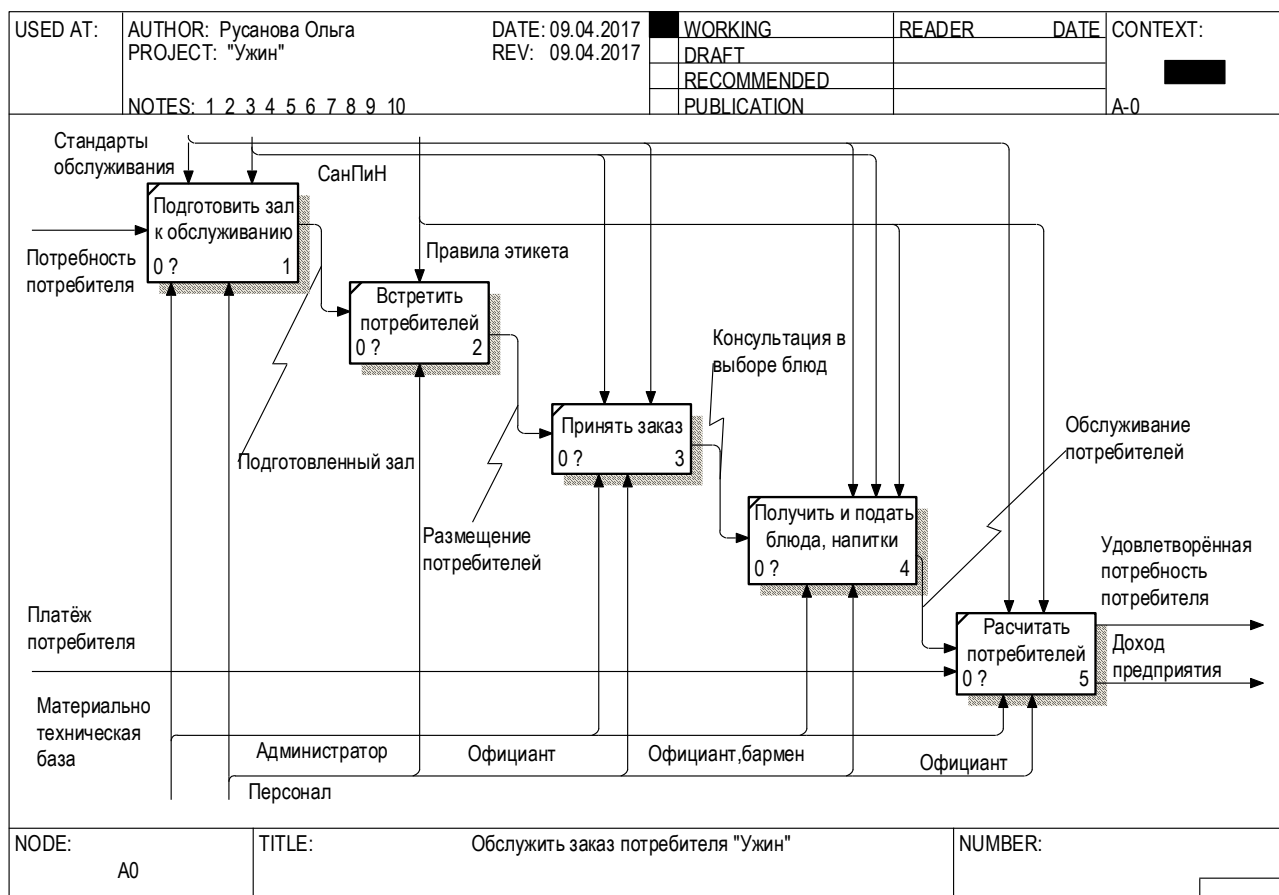 USED AT:
AUTHOR: Русанова Ольга
DATE: 09.04.2017
PROJECT: "Ужин"
REV: 09.04.2017
NOTES: 1 2 3 4 5 6 7 8 9 10
WORKING
DRAFT
RECOMMENDED
PUBLICATION
READER
DATE
CONTEXT:
A-0
Стандарты
обслуживания
СанПиН
Подготовить зал
к обслуживанию
0 ? 1
Потребность
потребителя
Правила этикета
Встретить
потребителей
0 ? 2
Консультация в
выборе блюд
Принять заказ
0 ? 3
Обслуживание
потребителей
Подготовленный зал
Получить и подать
блюда, напитки
0 ? 4
Размещение
потребителей
Удовлетворённая
потребность
потребителя
Платёж
потребителя
Расчитать
потребителей
0 ? 5
Доход
предприятия
Материально
техническая
база
Администратор
Официант
Официант,бармен
Официант
Персонал
NODE:
A0
TITLE:
Обслужить заказ потребителя "Ужин"
NUMBER: